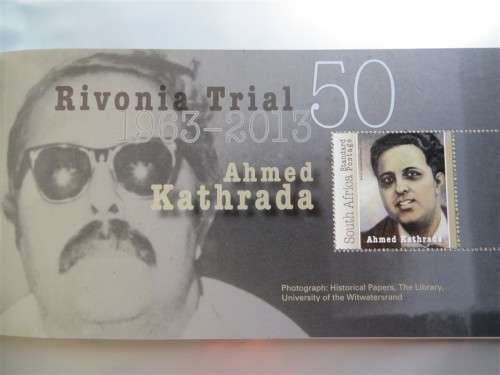 Rivonia Trial 50
1963-2013
Ahmed
Kathrada
South Africa
Standard
Postage
Ahmed Kathrada
Photograph: Historical Papers, The Library,
University of the Witwatersrand